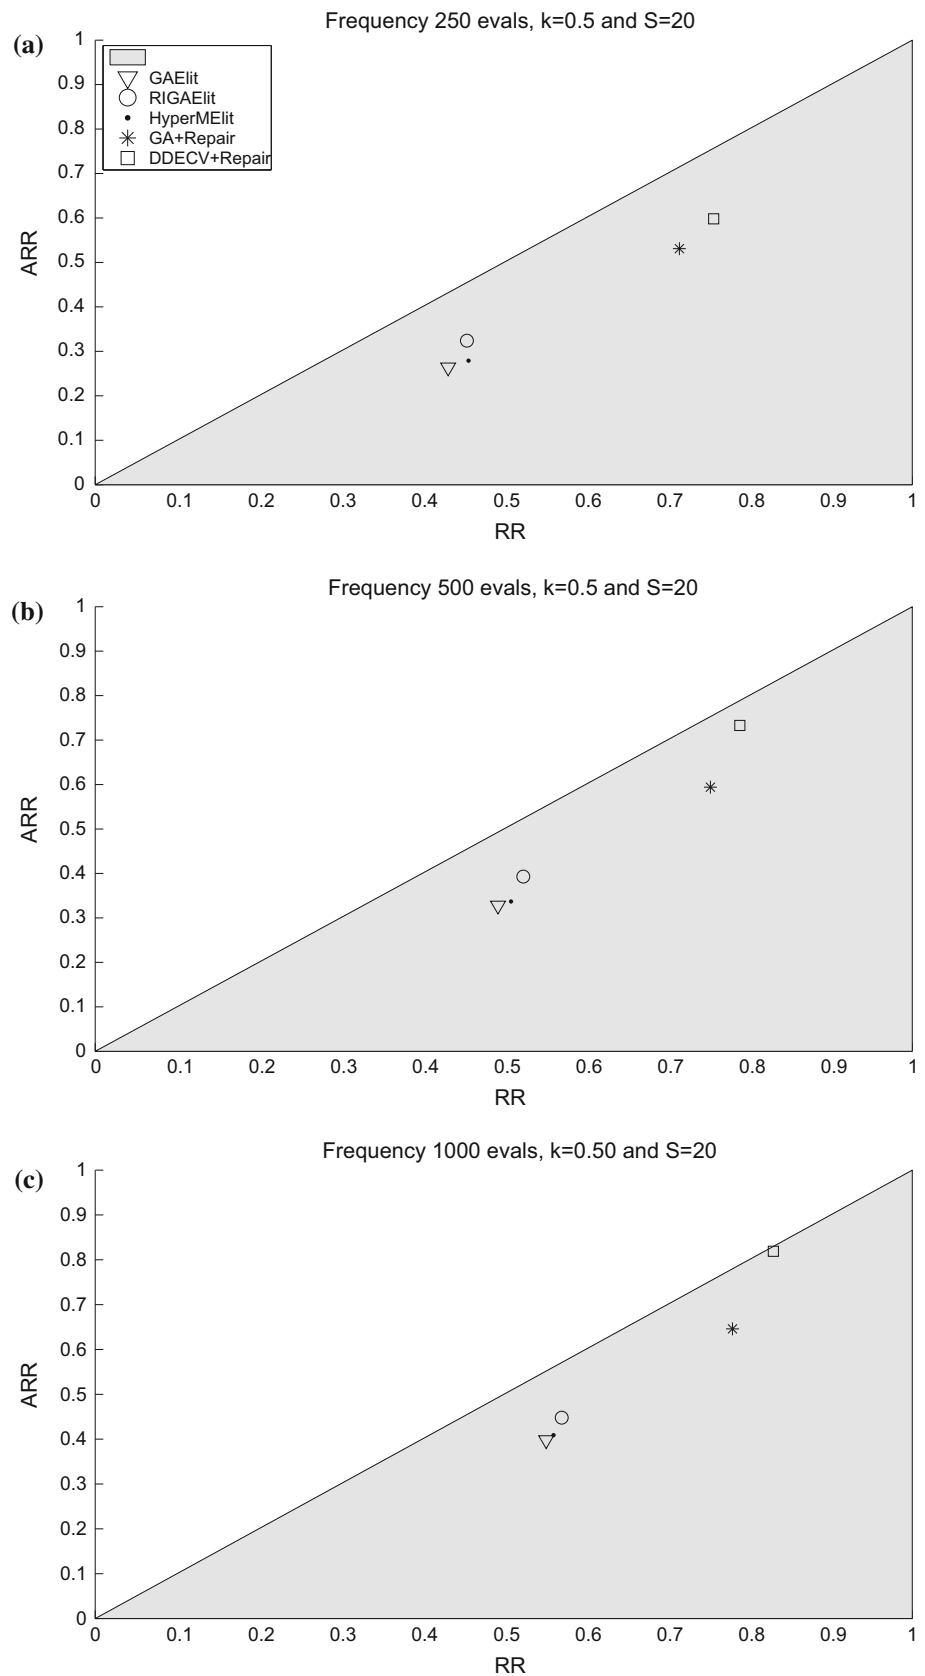 Frequency 250 evals, k=0.5 and S=20
(a)
1
0.9
0.8
0.7
0.6
0.5
0.4
0.3
0.2
0.1
0
ARR
GAElit
RIGAElit
HyperMElit
GA+Repair
DDECV+Repair
0 0.1 0.2 0.3 0.4 0.5 0.6 0.7 0.8 0.9 1
RR
Frequency 500 evals, k=0.5 and S=20
(b)
1
0.9
0.8
0.7
0.6
0.5
0.4
0.3
0.2
0.1
0
ARR
0 0.1 0.2 0.3 0.4 0.5 0.6 0.7 0.8 0.9 1
RR
Frequency 1000 evals, k=0.50 and S=20
(c)
1
0.9
0.8
0.7
0.6
0.5
0.4
0.3
0.2
0.1
0
ARR
0 0.1 0.2 0.3 0.4 0.5 0.6 0.7 0.8 0.9 1
RR